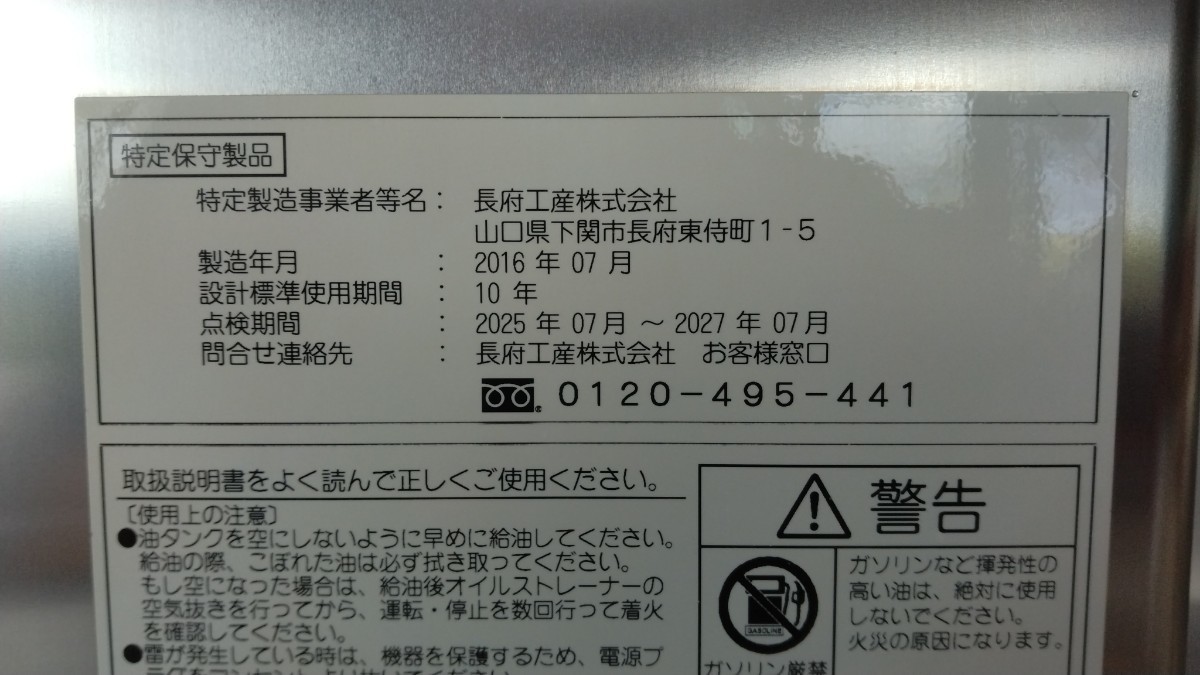 特定保守製品
特定製造事業者等名： 長府工産株式会社
山口県下関市長府東侍町１-５
製造年月 ： 2016 年 07 月
設計標準使用期間 ： 10 年
点検期間 ： 2025 年 07 月 ～ 2027 年 07 月
問合せ連絡先 ： 長府工産株式会社 お客様窓口
０１２０－４９５－４４１
取扱説明書をよく読んで正しくご使用ください。
〔使用上の注意〕
●油タンクを空にしないように早めに給油してください。
給油の際、こぼれた油は必ず拭き取ってください。
もし空になった場合は、給油後オイルストレーナーの
空気抜きを行ってから、運転・停止を数回行って着火
を確認してください。
●雷が発生している時は、機器を保護するため、電源プ
警告
GASOLINE
ガソリン厳禁
ガソリンなど揮発性の
高い油は、絶対に使用
しないでください。
火災の原因になります。